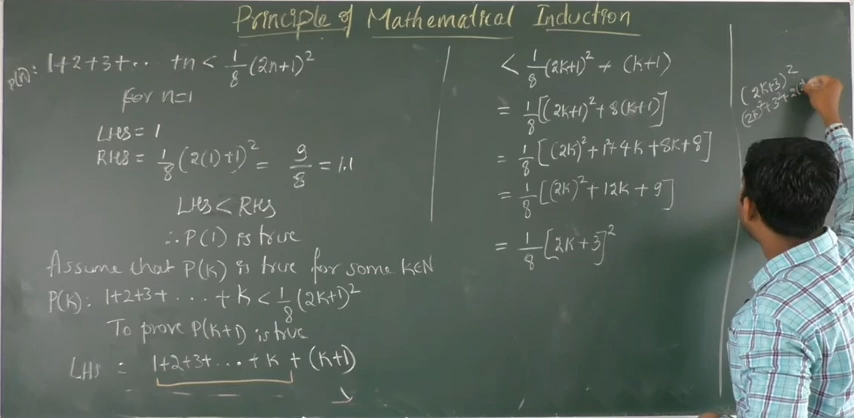 Principle of Mathematical Induction
P(n): 1+2+3+ ·· +n < 1/8 (2n+1)²
For n=1
LHS = 1
RHS = 1/8 (2(1)+1)² = 9/8 = 1.1
LHS < RHS
∴ P(1) is true
Assume that P(K) is true for some K∈N
P(K): 1+2+3+ · · · + K < 1/8 (2K+1)²
To prove P(K+1) is true
LHS = 1+2+3+ · · · + K + (K+1)
< 1/8 (2K+1)² + (K+1)
= 1/8 [(2K+1)² + 8(K+1)]
= 1/8 [(2K)² + 1² + 4K + 8K + 8]
= 1/8 [(2K)² + 12K + 9]
= 1/8 [2K+3]²
(2K+3)²
(2K)²+3²+2(